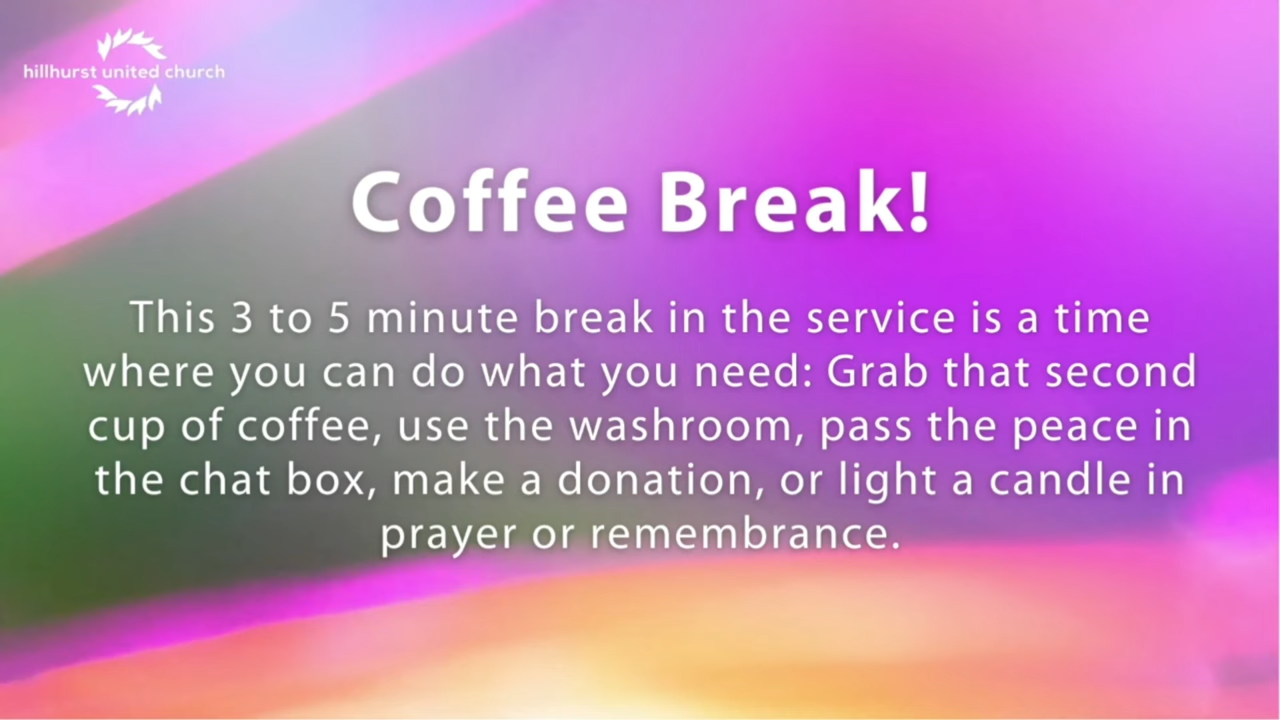 hillhurst united church
Coffee Break!
This 3 to 5 minute break in the service is a time
where you can do what you need: Grab that second
cup of coffee, use the washroom, pass the peace in
the chat box, make a donation, or light a candle in
prayer or remembrance.